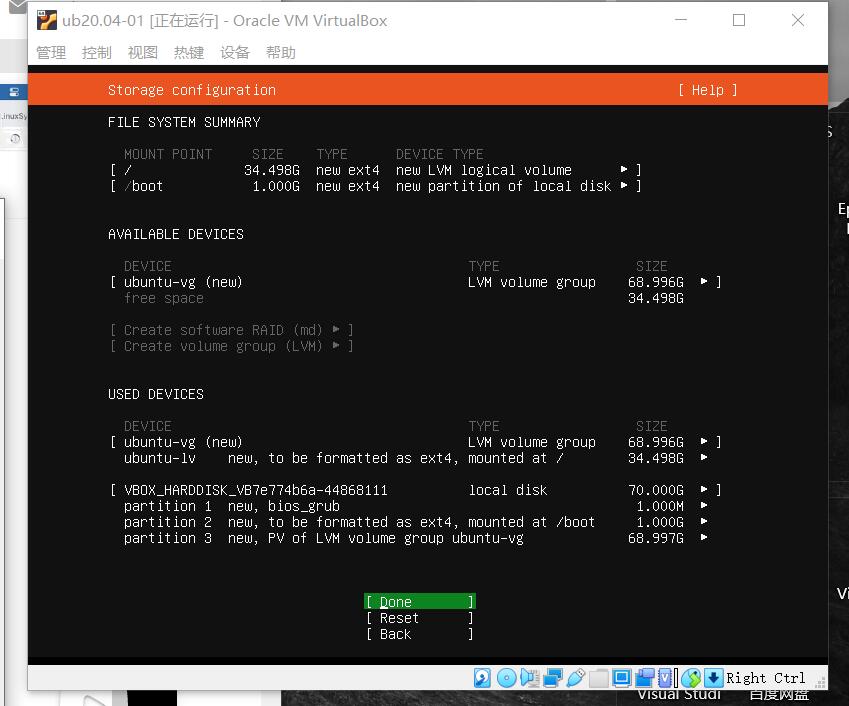 ub20.04-01 [正在运行] - Oracle VM VirtualBox
管理 控制 视图 热键 设备 帮助
Storage configuration [ Help ]
FILE SYSTEM SUMMARY
MOUNT POINT SIZE TYPE DEVICE TYPE
[ / 34.498G new ext4 new LVM logical volume ▸ ]
[ /boot 1.000G new ext4 new partition of local disk ▸ ]
AVAILABLE DEVICES
DEVICE TYPE SIZE
[ ubuntu-vg (new) LVM volume group 68.996G ▸ ]
free space 34.498G
[ Create software RAID (md) ▸ ]
[ Create volume group (LVM) ▸ ]
USED DEVICES
DEVICE TYPE SIZE
[ ubuntu-vg (new) LVM volume group 68.996G ▸ ]
ubuntu-lv new, to be formatted as ext4, mounted at / 34.498G ▸
[ VBOX_HARDDISK_VB7e774b6a-44868111 local disk 70.000G ▸ ]
partition 1 new, bios_grub 1.000M ▸
partition 2 new, to be formatted as ext4, mounted at /boot 1.000G ▸
partition 3 new, PV of LVM volume group ubuntu-vg 68.997G ▸
[ Done ]
[ Reset ]
[ Back ]
Right Ctrl
Visual Studi 百度网盘